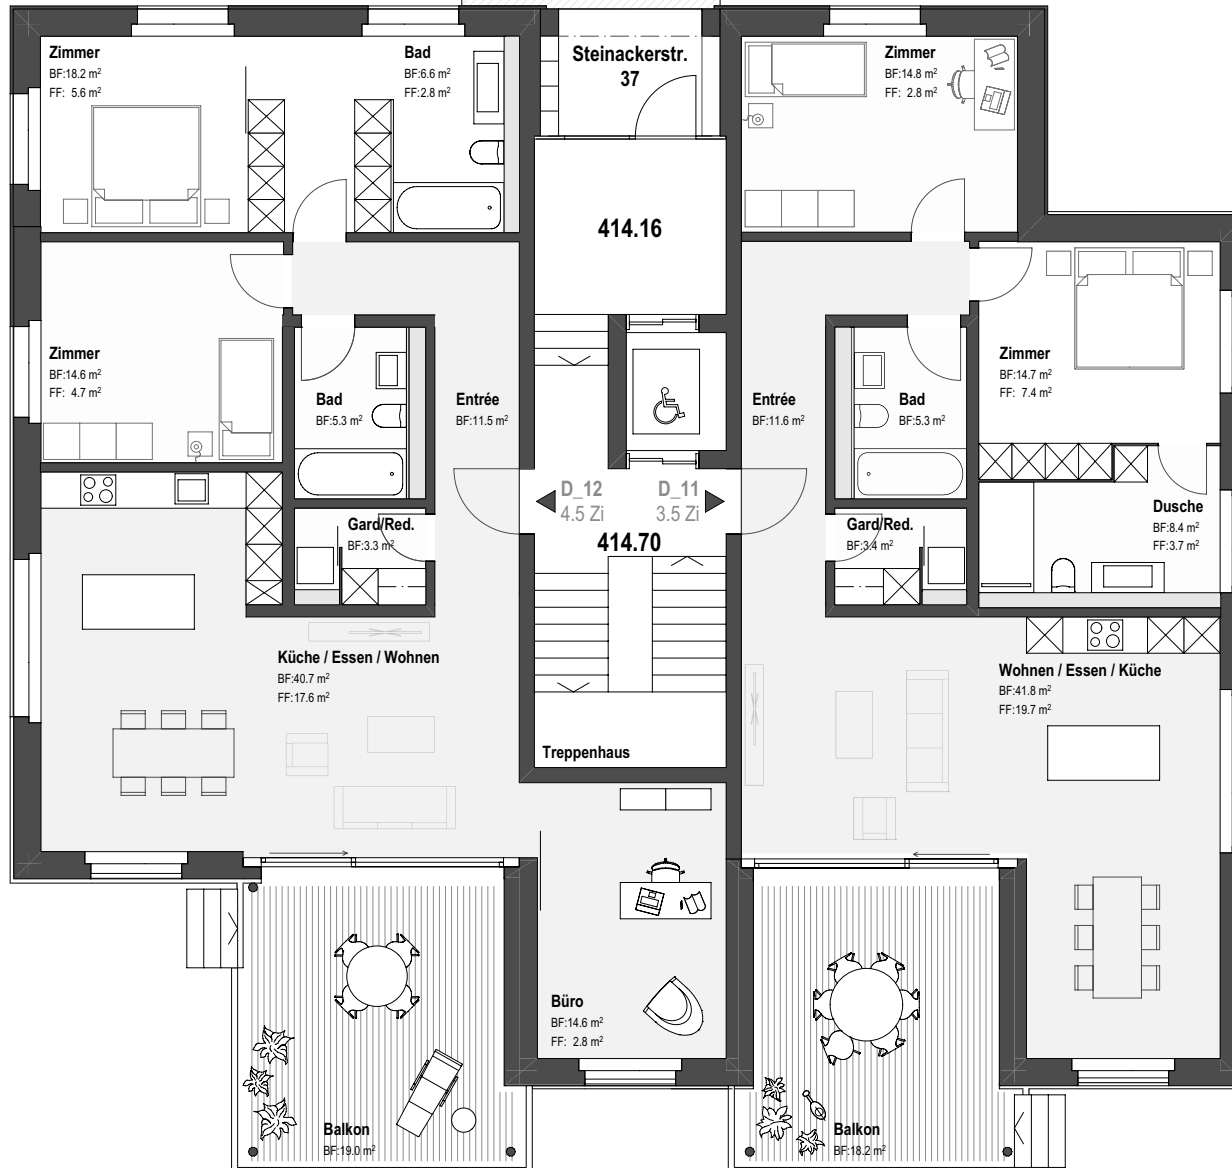 Zimmer
BF:18.2 m²
FF: 5.6 m²
Bad
BF:6.6 m²
FF:2.8 m²
Steinackerstr.
37
Zimmer
BF:14.8 m²
FF: 2.8 m²
414.16
Zimmer
BF:14.6 m²
FF: 4.7 m²
Bad
BF:5.3 m²
Entrée
BF:11.5 m²
Entrée
BF:11.6 m²
Bad
BF:5.3 m²
Zimmer
BF:14.7 m²
FF: 7.4 m²
D_12
4.5 Zi
D_11
3.5 Zi
414.70
Gard/Red.
BF:3.3 m²
Gard/Red.
BF:3.4 m²
Dusche
BF:8.4 m²
FF:3.7 m²
Küche / Essen / Wohnen
BF:40.7 m²
FF:17.6 m²
Wohnen / Essen / Küche
BF:41.8 m²
FF:19.7 m²
Treppenhaus
Büro
BF:14.6 m²
FF: 2.8 m²
Balkon
BF:19.0 m²
Balkon
BF:18.2 m²